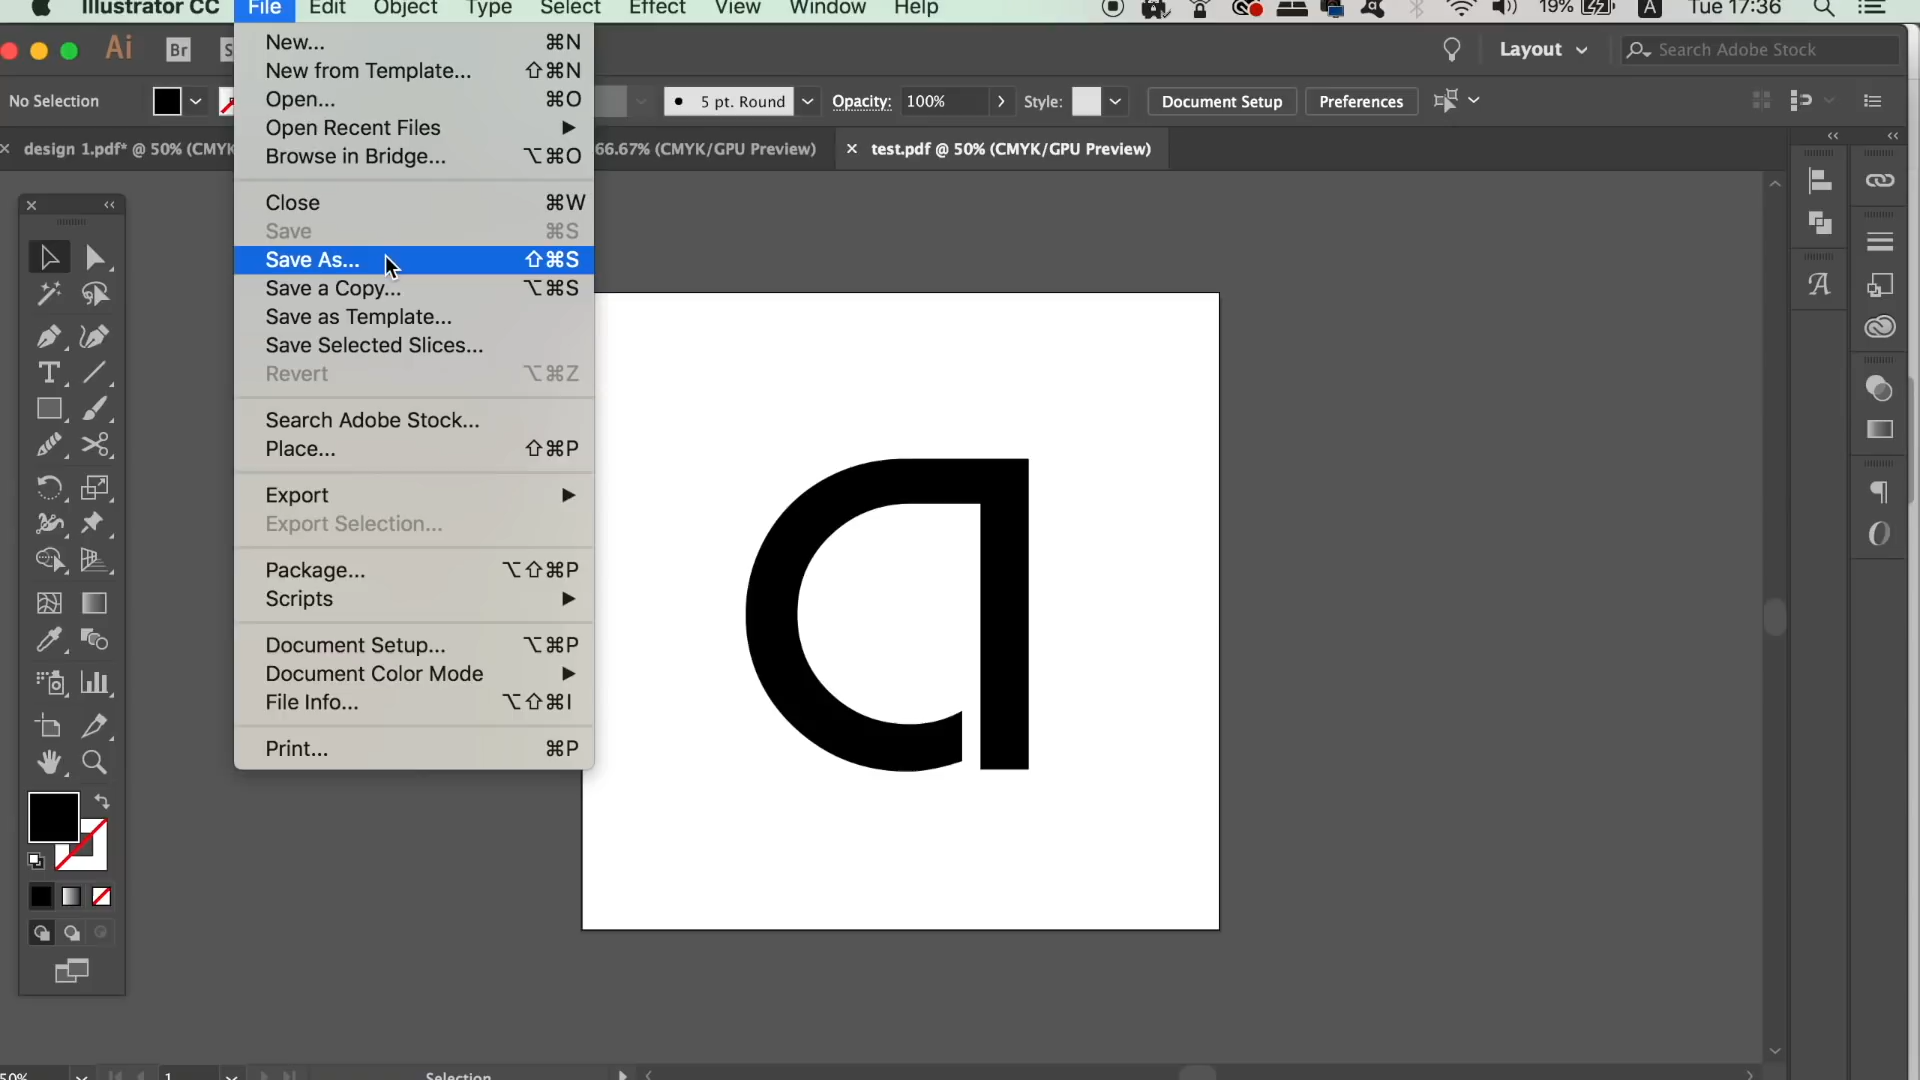 Illustrator CC File Edit Object Type Select Effect View Window Help 19% A Tue 17:36
Ai Br Layout Search Adobe Stock
No Selection 5 pt. Round Opacity: 100% Style: Document Setup Preferences
design 1.pdf* @ 50% (CMYK 66.67% (CMYK/GPU Preview) test.pdf @ 50% (CMYK/GPU Preview)
New... ⌘N
New from Template... ⇧⌘N
Open... ⌘O
Open Recent Files ▶
Browse in Bridge... ⌥⌘O
Close ⌘W
Save ⌘S
Save As... ⇧⌘S
Save a Copy... ⌥⌘S
Save as Template...
Save Selected Slices...
Revert ⌥⌘Z
Search Adobe Stock...
Place... ⇧⌘P
Export ▶
Export Selection...
Package... ⌥⇧⌘P
Scripts ▶
Document Setup... ⌥⌘P
Document Color Mode ▶
File Info... ⌥⇧⌘I
Print... ⌘P
50% 1 Selection